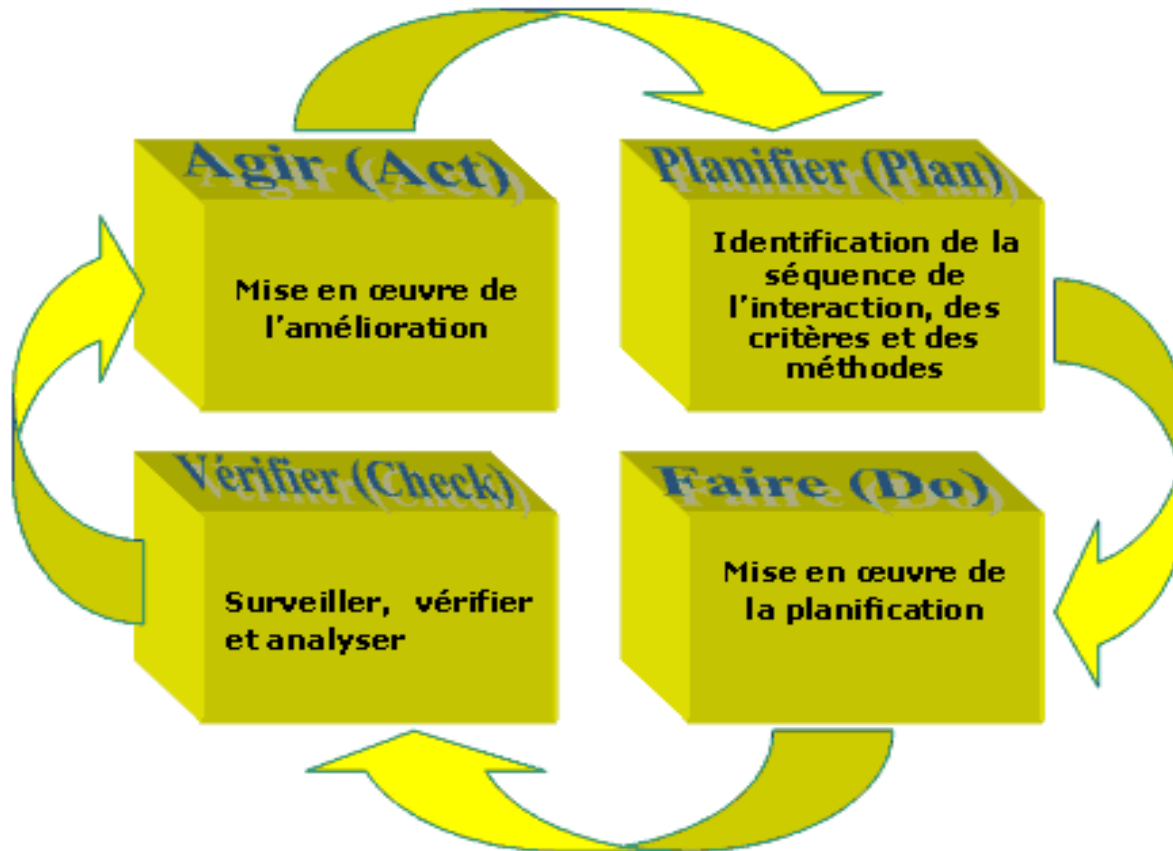 Agir (Act)
Mise en œuvre de
l'amélioration
Planifier (Plan)
Identification de la
séquence de
l'interaction, des
critères et des
méthodes
Vérifier (Check)
Surveiller, vérifier
et analyser
Faire (Do)
Mise en œuvre de
la planification